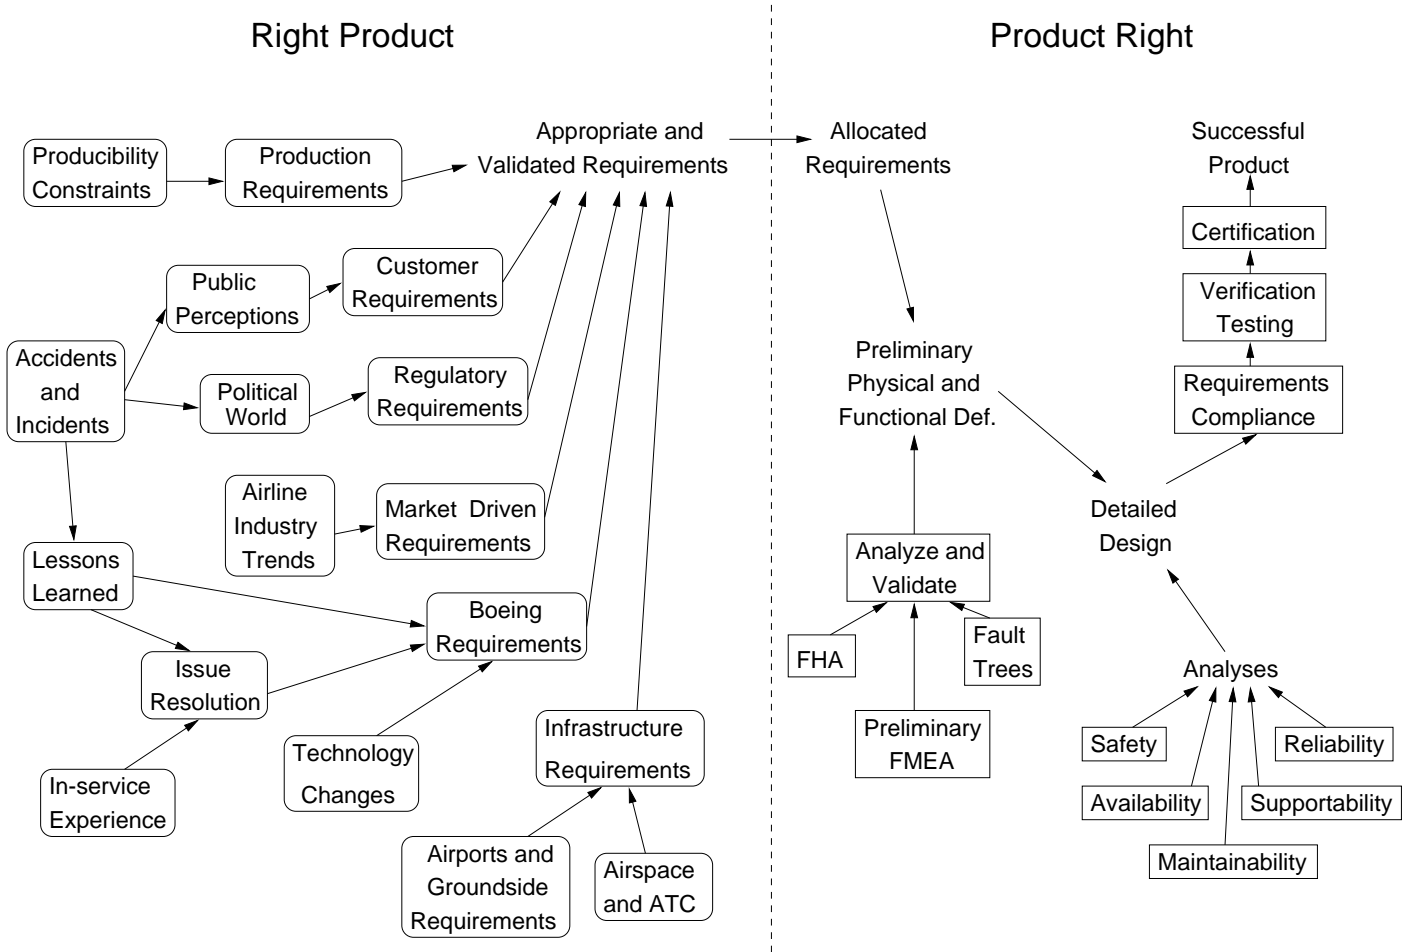 Right Product
Product Right
Producibility
Constraints
Production
Requirements
Appropriate and
Validated Requirements
Allocated
Requirements
Successful
Product
Certification
Verification
Testing
Requirements
Compliance
Public
Perceptions
Customer
Requirements
Accidents
and
Incidents
Political
World
Regulatory
Requirements
Preliminary
Physical and
Functional Def.
Airline
Industry
Trends
Market Driven
Requirements
Detailed
Design
Lessons
Learned
Boeing
Requirements
Analyze and
Validate
FHA
Fault
Trees
Preliminary
FMEA
Issue
Resolution
Analyses
Safety
Reliability
Availability
Supportability
Maintainability
In-service
Experience
Technology
Changes
Infrastructure
Requirements
Airports and
Groundside
Requirements
Airspace
and ATC